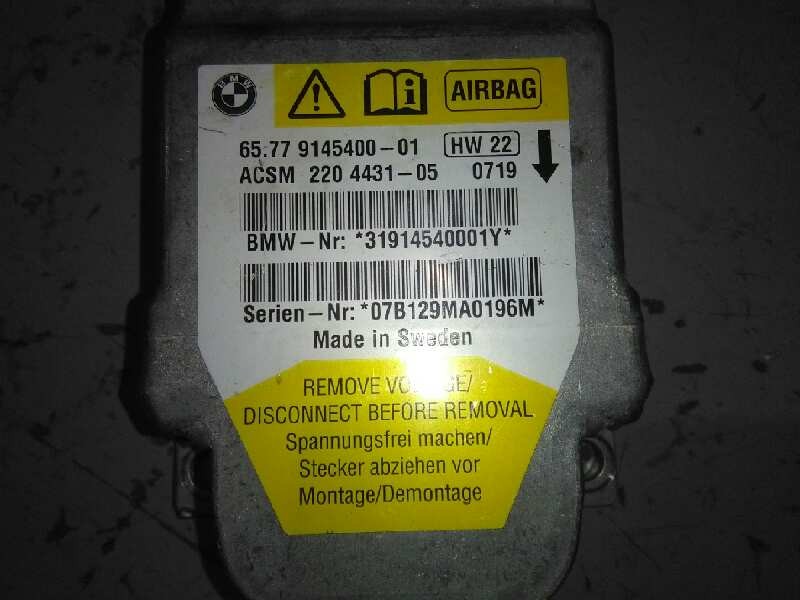 BMW
AIRBAG
65.77 9145400-01 HW 22
ACSM 220 4431-05 0719
BMW-Nr: *31914540001Y*
Serien-Nr: *07B129MA0196M*
Made in Sweden
REMOVE VOLTAGE/
DISCONNECT BEFORE REMOVAL
Spannungsfrei machen/
Stecker abziehen vor
Montage/Demontage